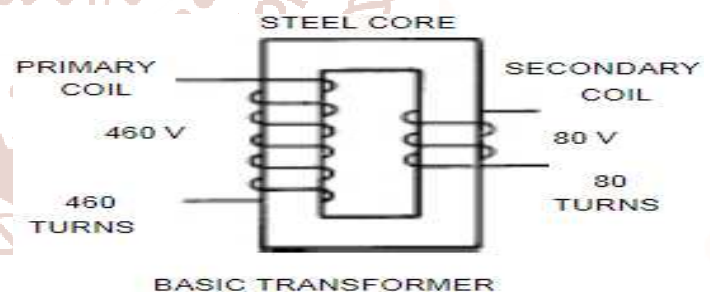 STEEL CORE
PRIMARY
COIL
460 V
460
TURNS
SECONDARY
COIL
80 V
80
TURNS
BASIC TRANSFORMER